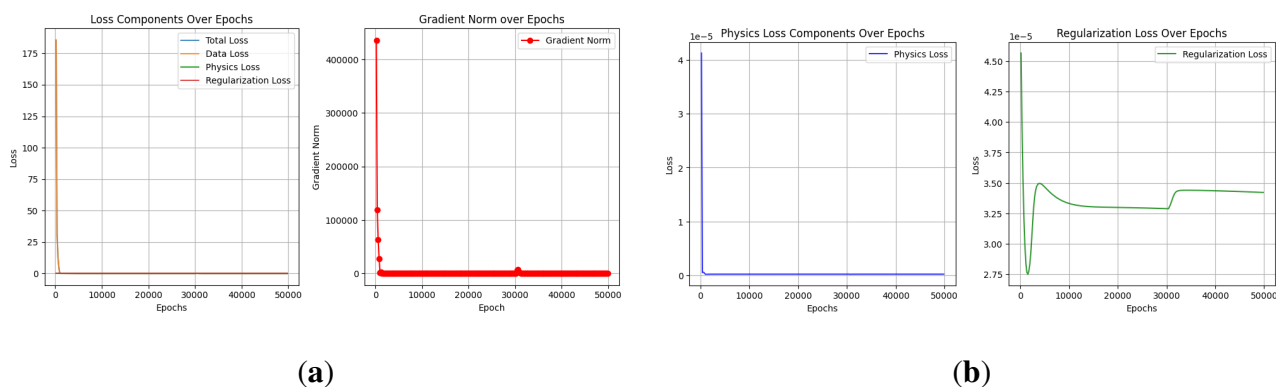 Loss Components Over Epochs
175
150
125
100
75
50
25
0
Loss
0 10000 20000 30000 40000 50000
Epochs
Total Loss
Data Loss
Physics Loss
Regularization Loss
Gradient Norm over Epochs
400000
300000
200000
100000
0
Gradient Norm
0 10000 20000 30000 40000 50000
Epoch
Gradient Norm
(a)
Physics Loss Components Over Epochs
1e-5
4
3
2
1
0
Loss
0 10000 20000 30000 40000 50000
Epochs
Physics Loss
Regularization Loss Over Epochs
1e-5
4.50
4.25
4.00
3.75
3.50
3.25
3.00
2.75
Loss
0 10000 20000 30000 40000 50000
Epochs
Regularization Loss
(b)